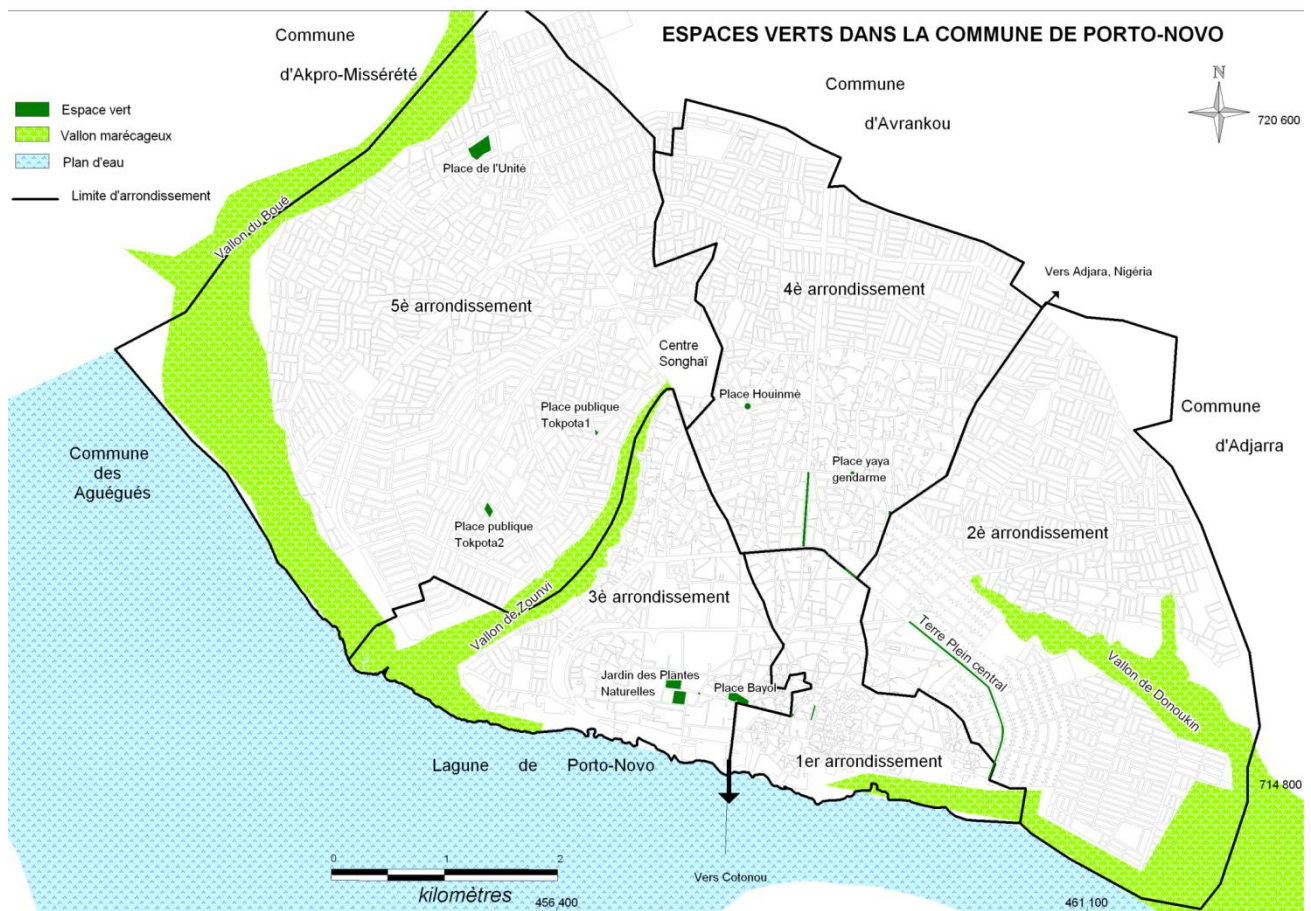 ESPACES VERTS DANS LA COMMUNE DE PORTO-NOVO
Commune
d'Akpro-Missérété
Commune
d'Avrankou
N
720 600
Espace vert
Vallon marécageux
Plan d'eau
Limite d'arrondissement
Place de l'Unité
Vallon du Boué
Vers Adjara, Nigéria
5è arrondissement
4è arrondissement
Centre
Songhaï
Place Houinmè
Place publique
Tokpota1
Commune
d'Adjarra
Commune
des
Aguégués
Place yaya
gendarme
Place publique
Tokpota2
2è arrondissement
3è arrondissement
Vallon de Zounvi
Terre Plein central
Vallon de Donoukin
Jardin des Plantes
Naturelles
Place Bayol
Lagune de Porto-Novo
1er arrondissement
714 800
0 1 2
kilomètres
Vers Cotonou
456 400
461 100